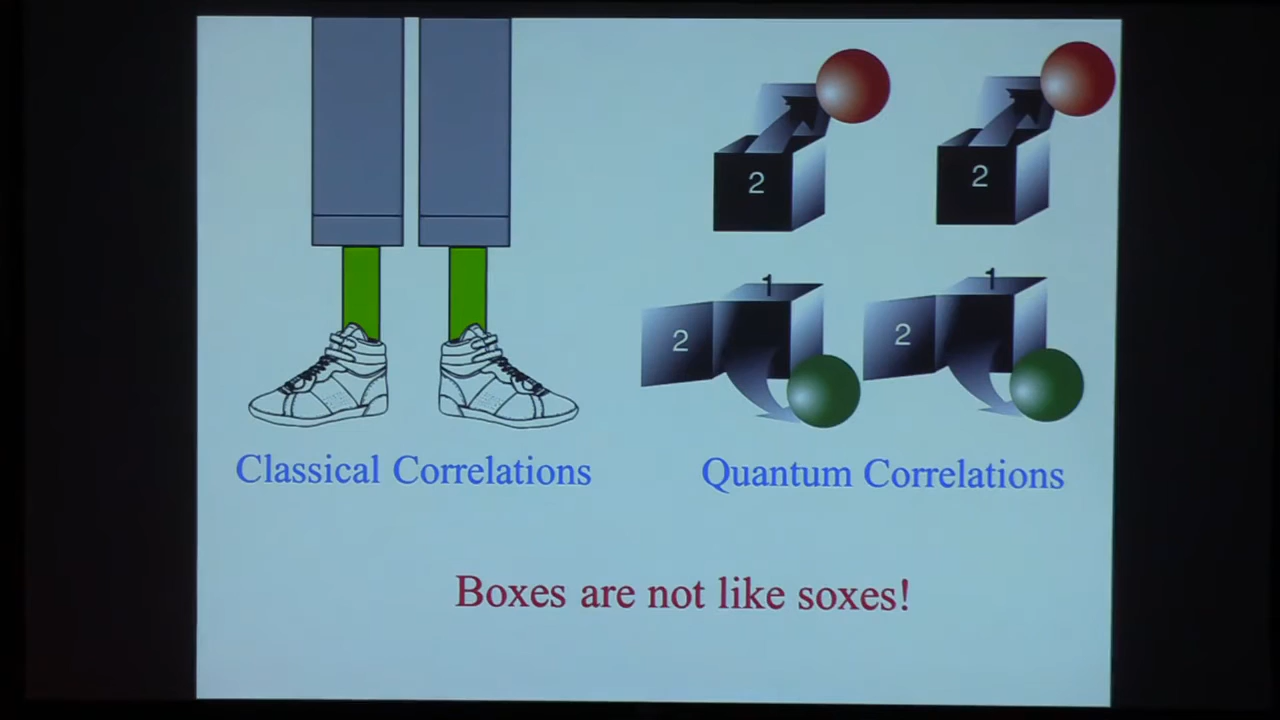 2 2
1 1
2 2
Classical Correlations
Quantum Correlations
Boxes are not like soxes!